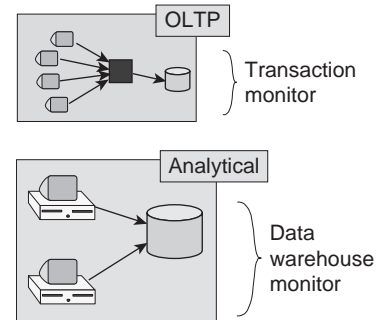 OLTP
Transaction
monitor
Analytical
Data
warehouse
monitor